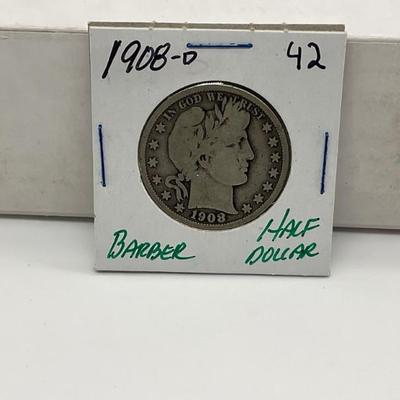 1908-O 42
IN GOD WE TRUST
1908
BARBER HALF
DOLLAR